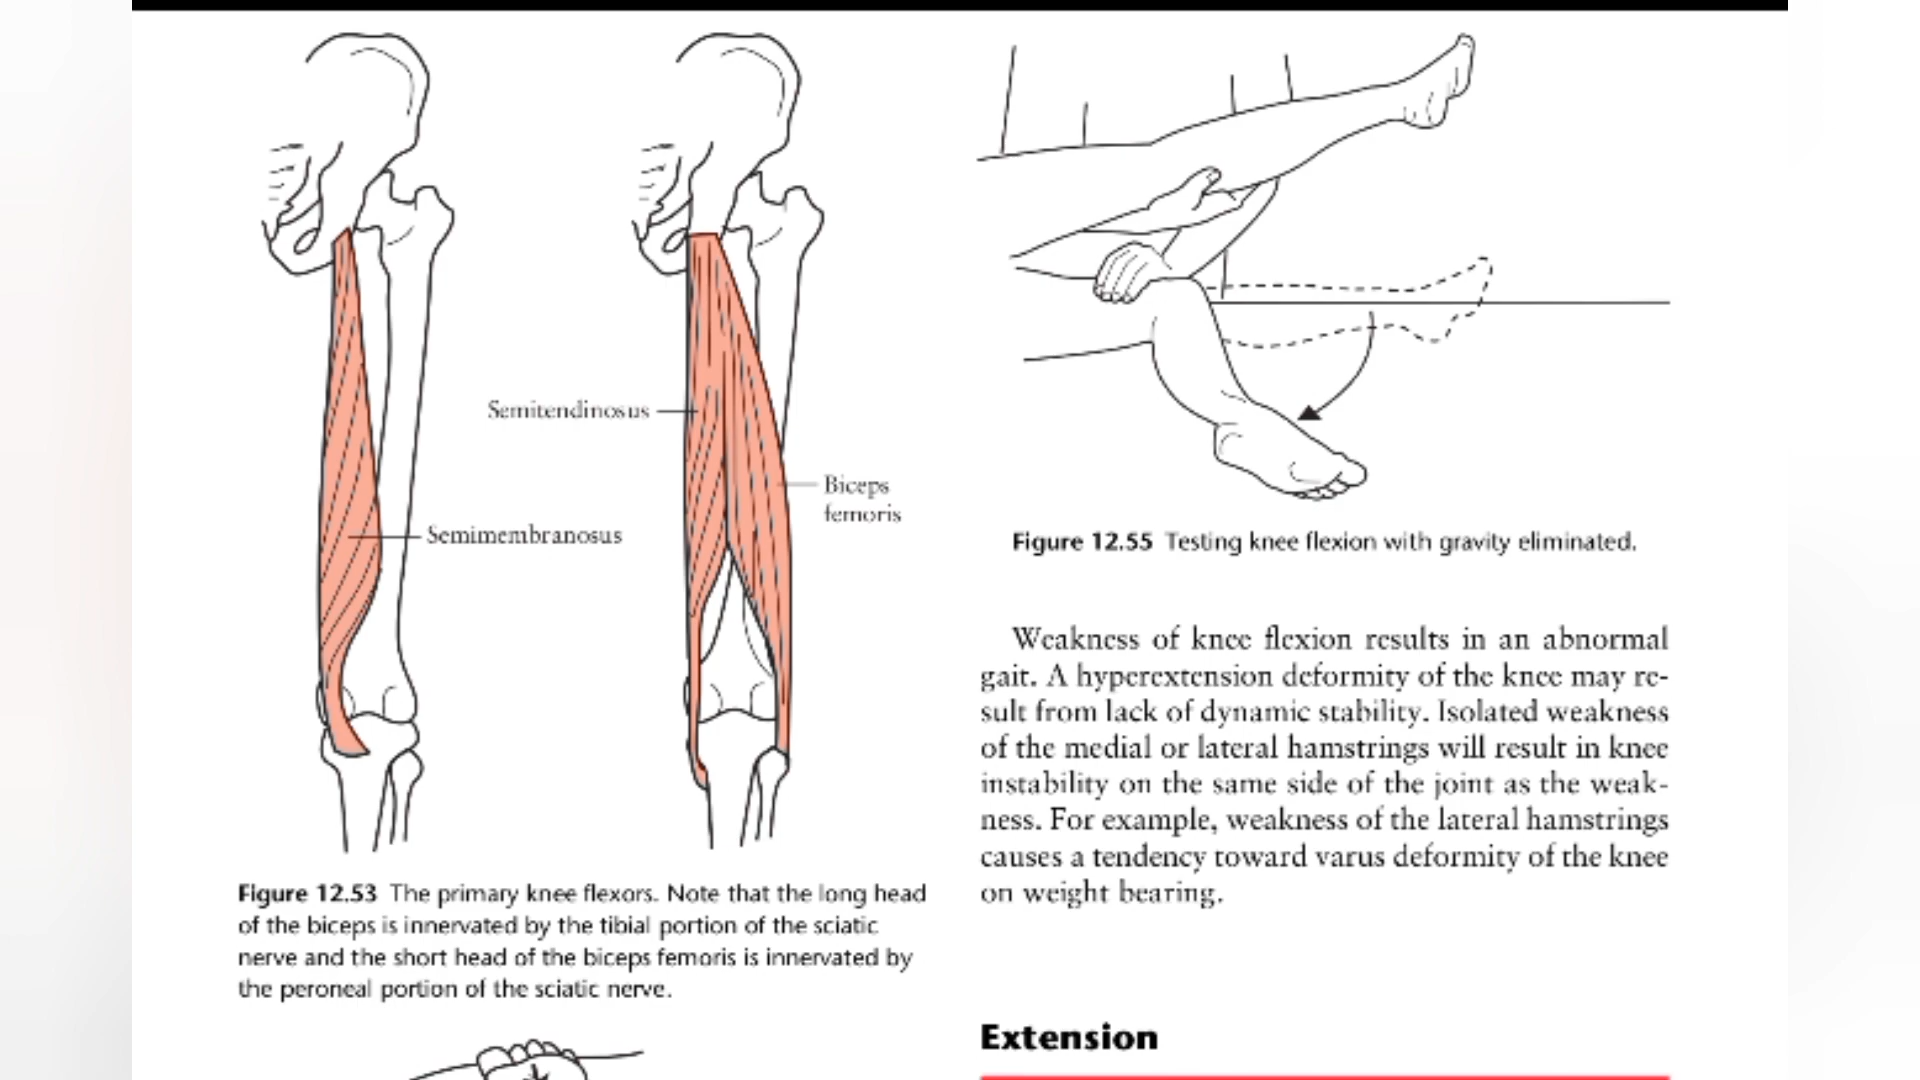 Semitendinosus
Biceps
femoris
Semimembranosus
Figure 12.53 The primary knee flexors. Note that the long head
of the biceps is innervated by the tibial portion of the sciatic
nerve and the short head of the biceps femoris is innervated by
the peroneal portion of the sciatic nerve.
Figure 12.55 Testing knee flexion with gravity eliminated.
Weakness of knee flexion results in an abnormal
gait. A hyperextension deformity of the knee may re-
sult from lack of dynamic stability. Isolated weakness
of the medial or lateral hamstrings will result in knee
instability on the same side of the joint as the weak-
ness. For example, weakness of the lateral hamstrings
causes a tendency toward varus deformity of the knee
on weight bearing.
Extension